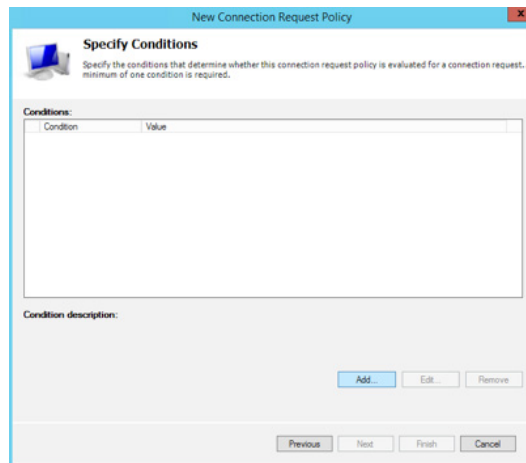 New Connection Request Policy
x
Specify Conditions
Specify the conditions that determine whether this connection request policy is evaluated for a connection request.
minimum of one condition is required.
Conditions:
Condition Value
Condition description:
Add... Edit... Remove
Previous Next Finish Cancel